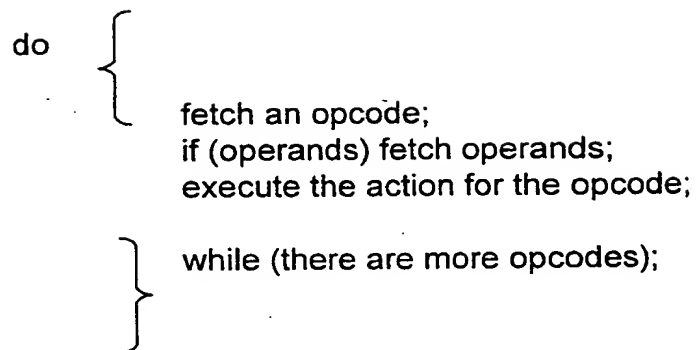 do {
fetch an opcode;
if (operands) fetch operands;
execute the action for the opcode;
} while (there are more opcodes);